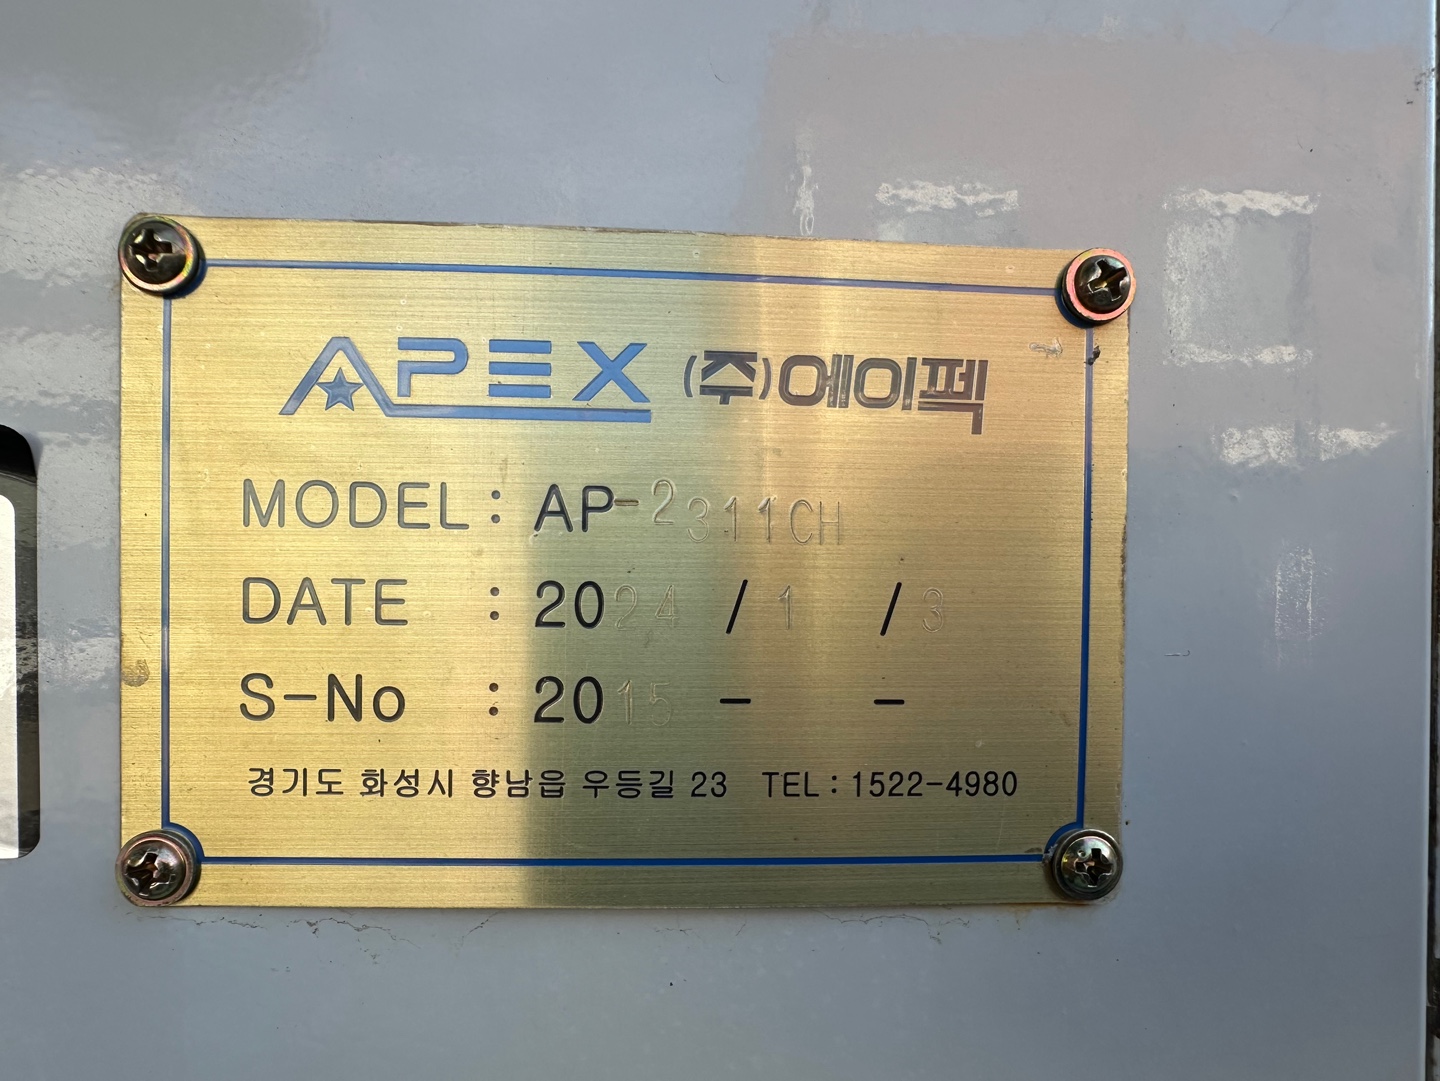 APEX (주)에이펙
MODEL : AP-2311CH
DATE : 2024 / 1 / 3
S-No : 2015 - -
경기도 화성시 향남읍 우등길 23 TEL : 1522-4980